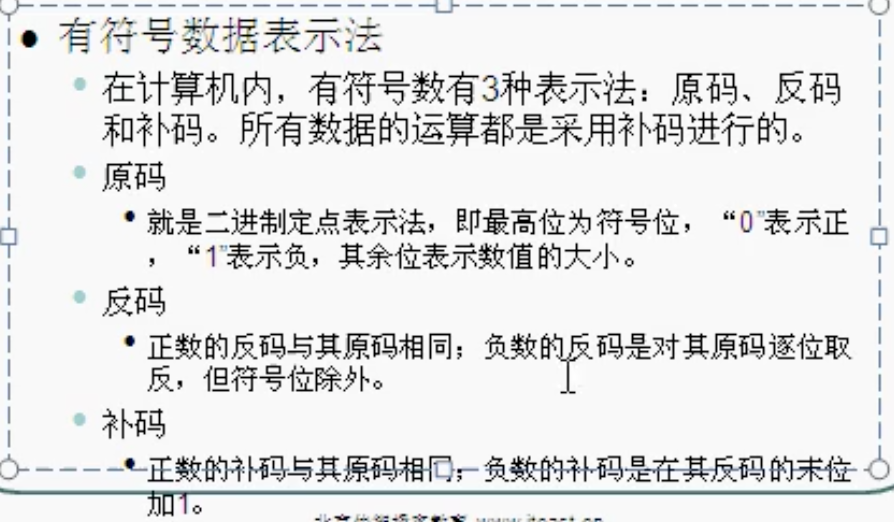 有符号数据表示法
在计算机内，有符号数有3种表示法：原码、反码
和补码。所有数据的运算都是采用补码进行的。
原码
就是二进制定点表示法，即最高位为符号位，“0”表示正
，“1”表示负，其余位表示数值的大小。
反码
正数的反码与其原码相同；负数的反码是对其原码逐位取
反，但符号位除外。
补码
正数的补码与其原码相同；负数的补码是在其反码的末位
加1。